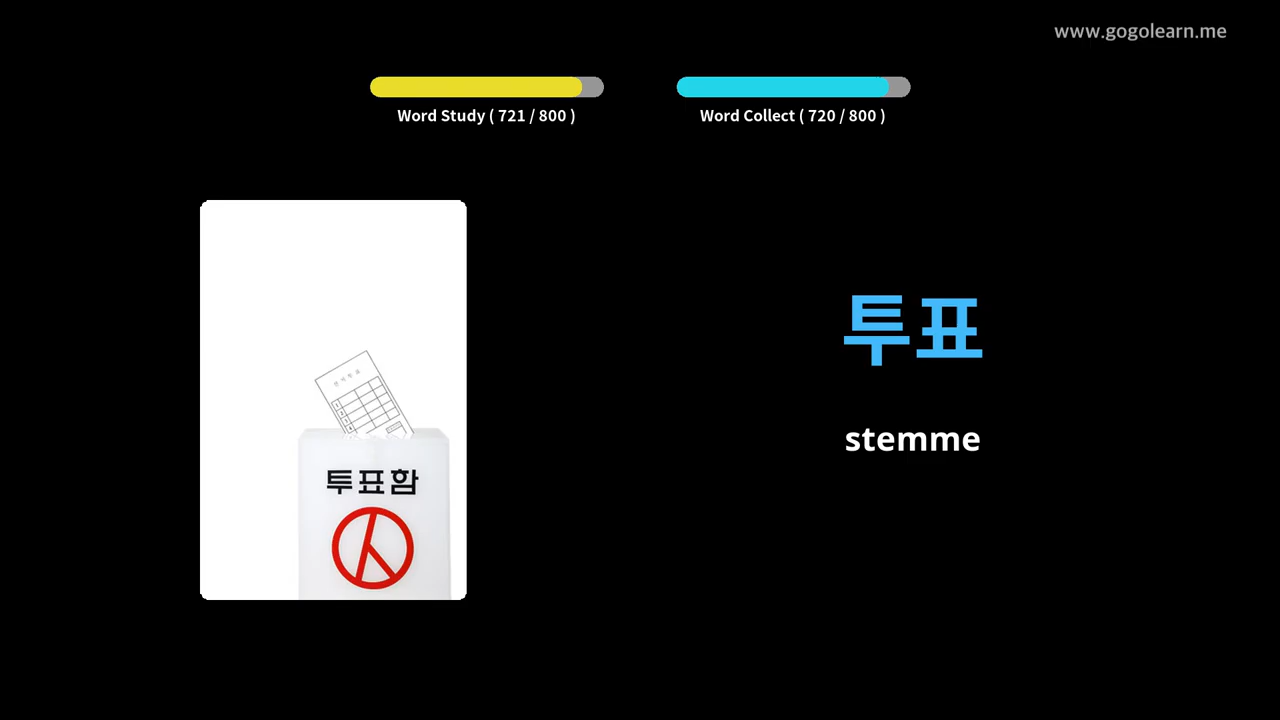 www.gogolearn.me
Word Study ( 721 / 800 )
Word Collect ( 720 / 800 )
투표
stemme
투표함